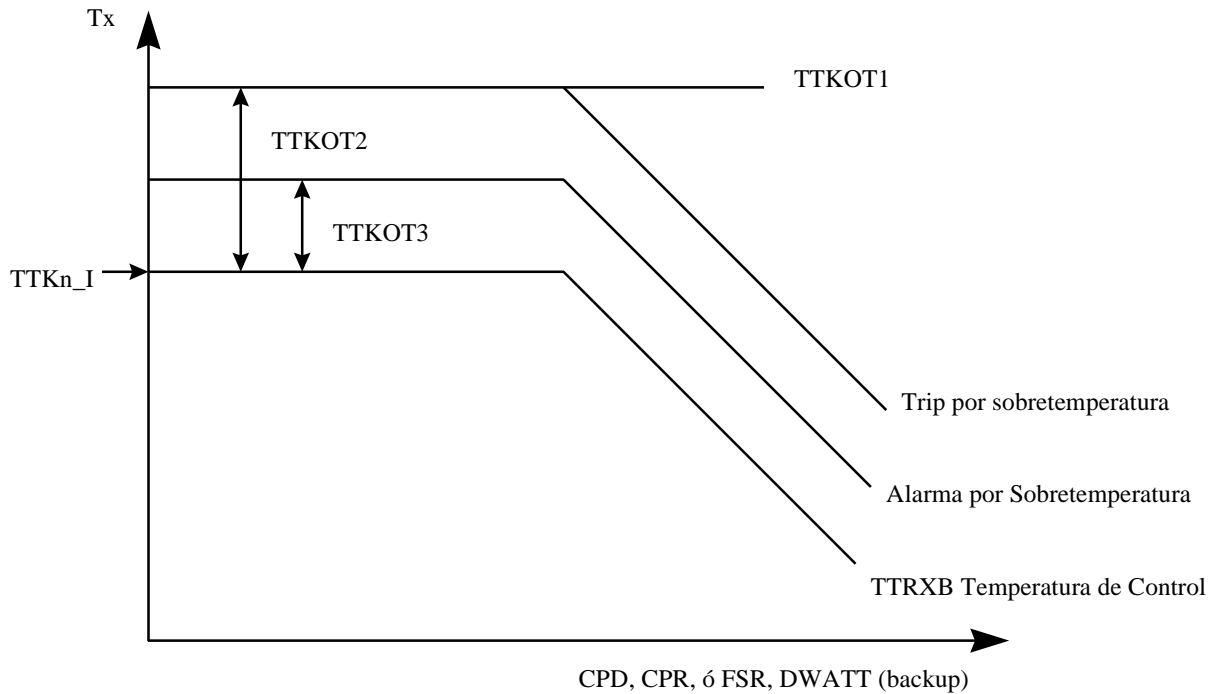 Tx
TTKOT1
TTKOT2
TTKOT3
TTKn_I
Trip por sobretemperatura
Alarma por Sobretemperatura
TTRXB Temperatura de Control
CPD, CPR, ó FSR, DWATT (backup)